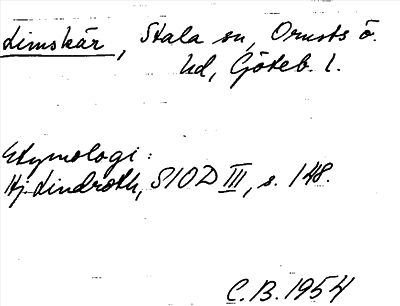 Limskär, Stala sn, Orusts ö.
hd, Göteb. l.
Etymologi:
Hj. Lindroth, SIOD III, s. 148.
C.B. 1954